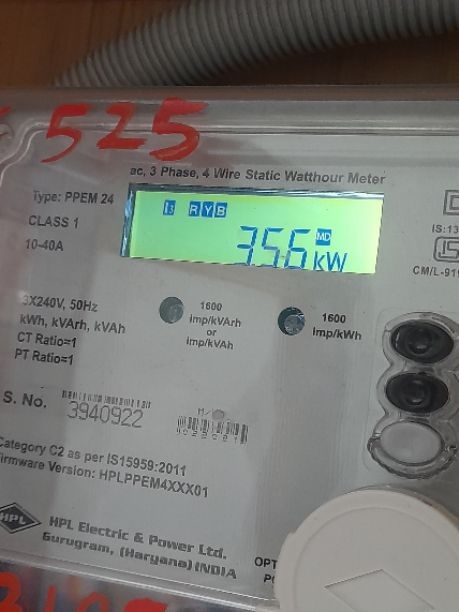 525
ac, 3 Phase, 4 Wire Static Watthour Meter
Type: PPEM 24
CLASS 1
10-40A
R Y B
356 MD kW
IS:13
CM/L-911
3X240V, 50Hz
kWh, kVArh, kVAh
CT Ratio=1
PT Ratio=1
1600
imp/kVArh
or
imp/kVAh
1600
imp/kWh
S. No.
3940922
Category C2 as per IS15959:2011
Firmware Version: HPLPPEM4XXX01
HPL
HPL Electric & Power Ltd.
Gurugram, (Haryana) INDIA
OPT